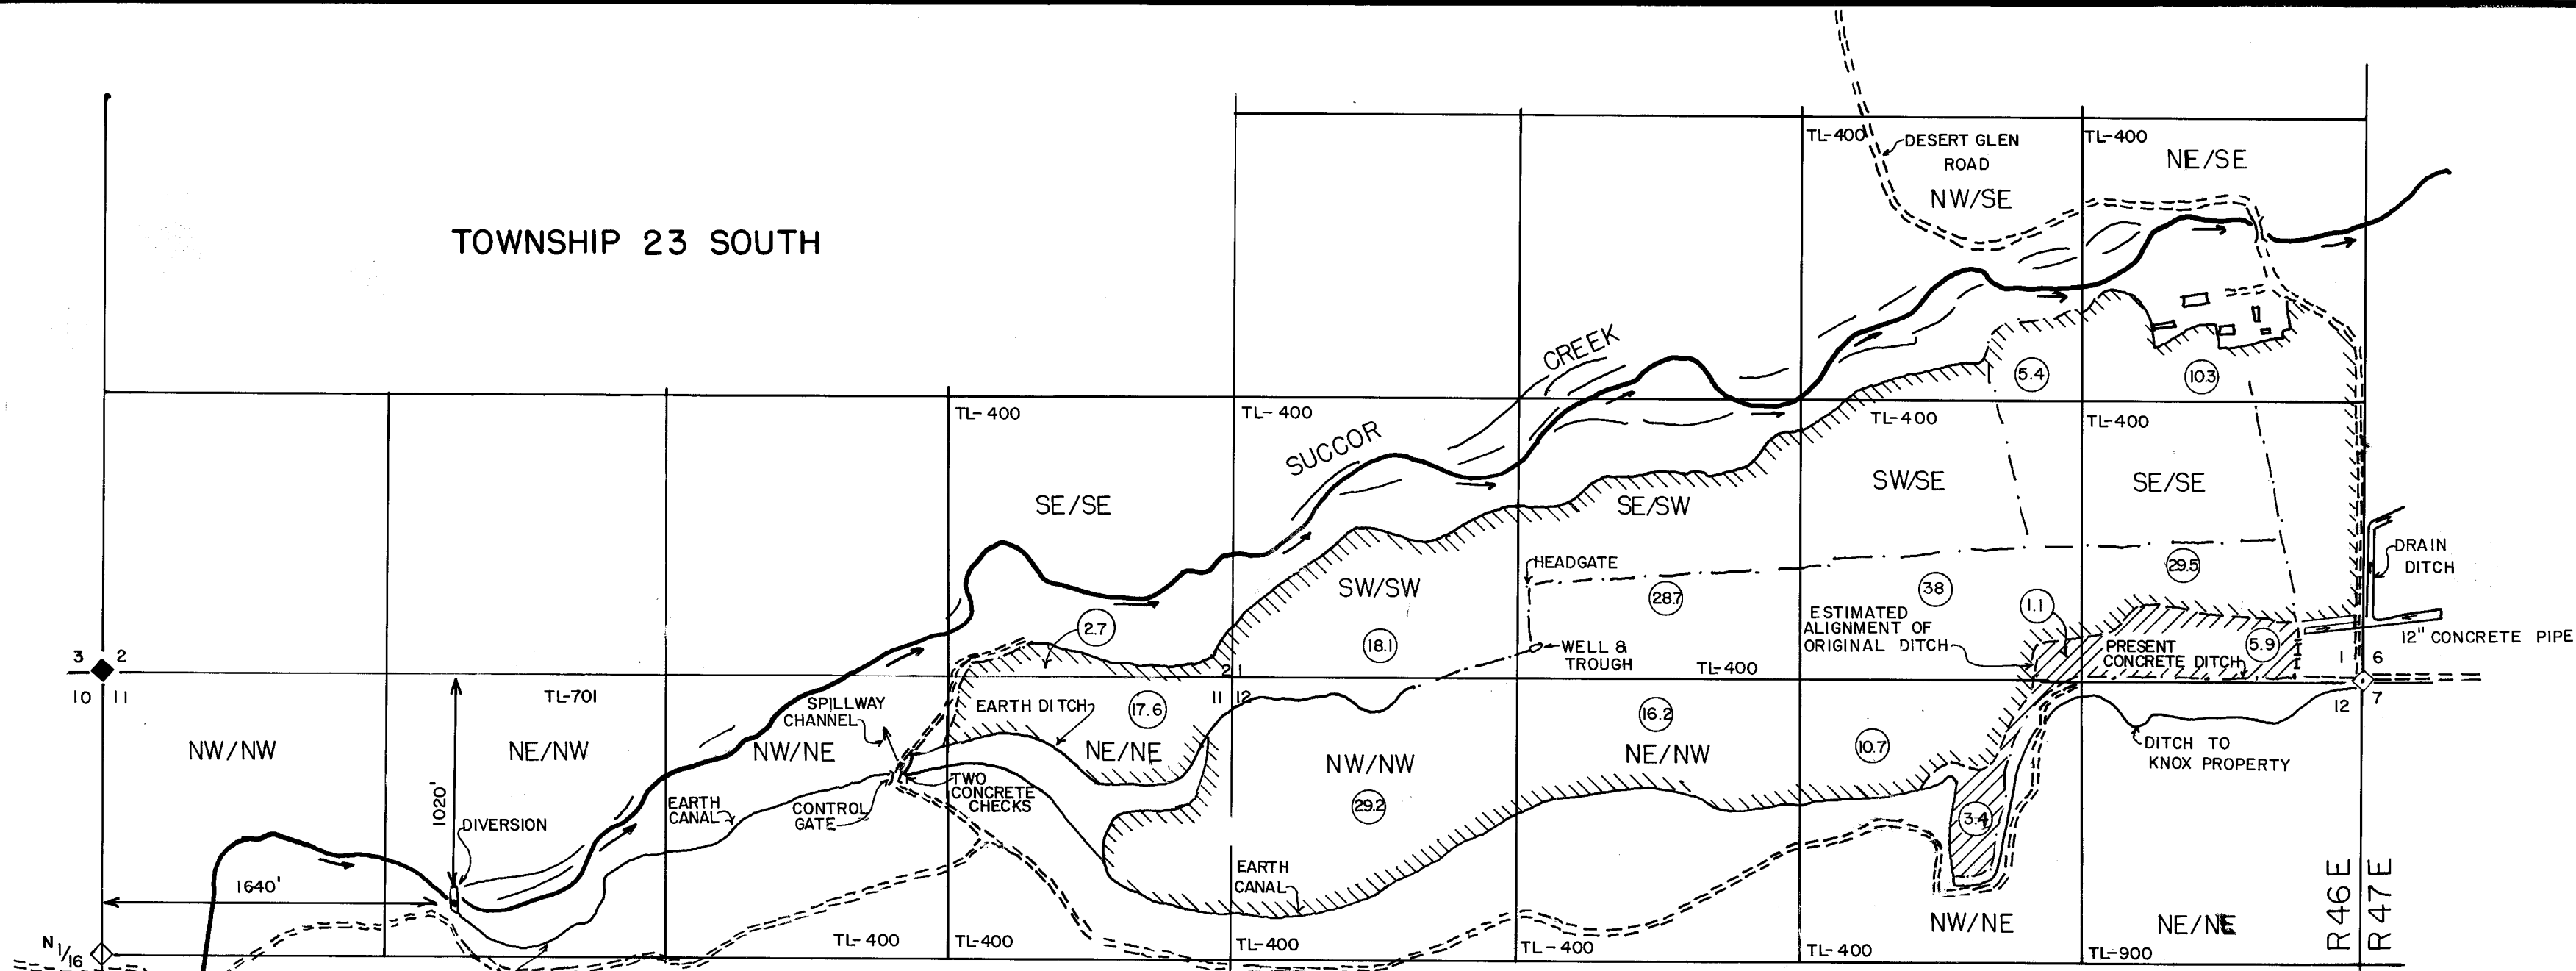 TOWNSHIP 23 SOUTH
TL-400
DESERT GLEN
ROAD
NW/SE
TL-400
NE/SE
CREEK
SUCCOR
5.4
10.3
TL-400
TL-400
TL-400
TL-400
SE/SE
SE/SW
SW/SE
SE/SE
HEADGATE
SW/SW
28.7
38
29.5
DRAIN
DITCH
ESTIMATED
ALIGNMENT OF
ORIGINAL DITCH
1.1
2.7
18.1
WELL &
TROUGH
PRESENT
CONCRETE DITCH
5.9
12" CONCRETE PIPE
3 2
10 11
2 1
11 12
1 6
12 7
TL-400
TL-701
SPILLWAY
CHANNEL
EARTH DITCH
17.6
16.2
10.7
NW/NW
NE/NW
NW/NE
NE/NE
NW/NW
NE/NW
DITCH TO
KNOX PROPERTY
1020'
DIVERSION
EARTH
CANAL
CONTROL
GATE
TWO
CONCRETE
CHECKS
29.2
3.4
1640'
EARTH
CANAL
NW/NE
NE/NE
R46E
R47E
N 1/16
TL-400
TL-400
TL-400
TL-400
TL-400
TL-900